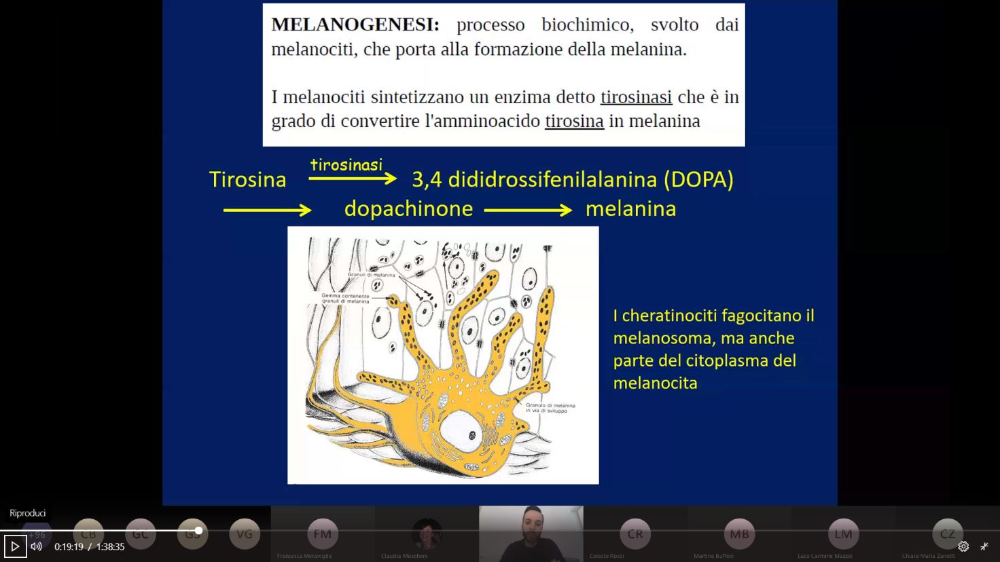 MELANOGENESI: processo biochimico, svolto dai
melanociti, che porta alla formazione della melanina.
I melanociti sintetizzano un enzima detto tirosinasi che è in
grado di convertire l'amminoacido tirosina in melanina
tirosinasi
Tirosina 3,4 dididrossifenilalanina (DOPA)
dopachinone melanina
Granuli di melanina
Gemma contenente
granuli di melanina
Granulo di melanina
in via di sviluppo
I cheratinociti fagocitano il
melanosoma, ma anche
parte del citoplasma del
melanocita
Riproduci
+96 CB GC GS VG FM CR MB LM CZ
0:19:19 / 1:38:35
Francesca Meraviglia Claudia Moscheni Celeste Rossi Martina Buffon Luca Carmine Mazzei Chiara Maria Zanotti